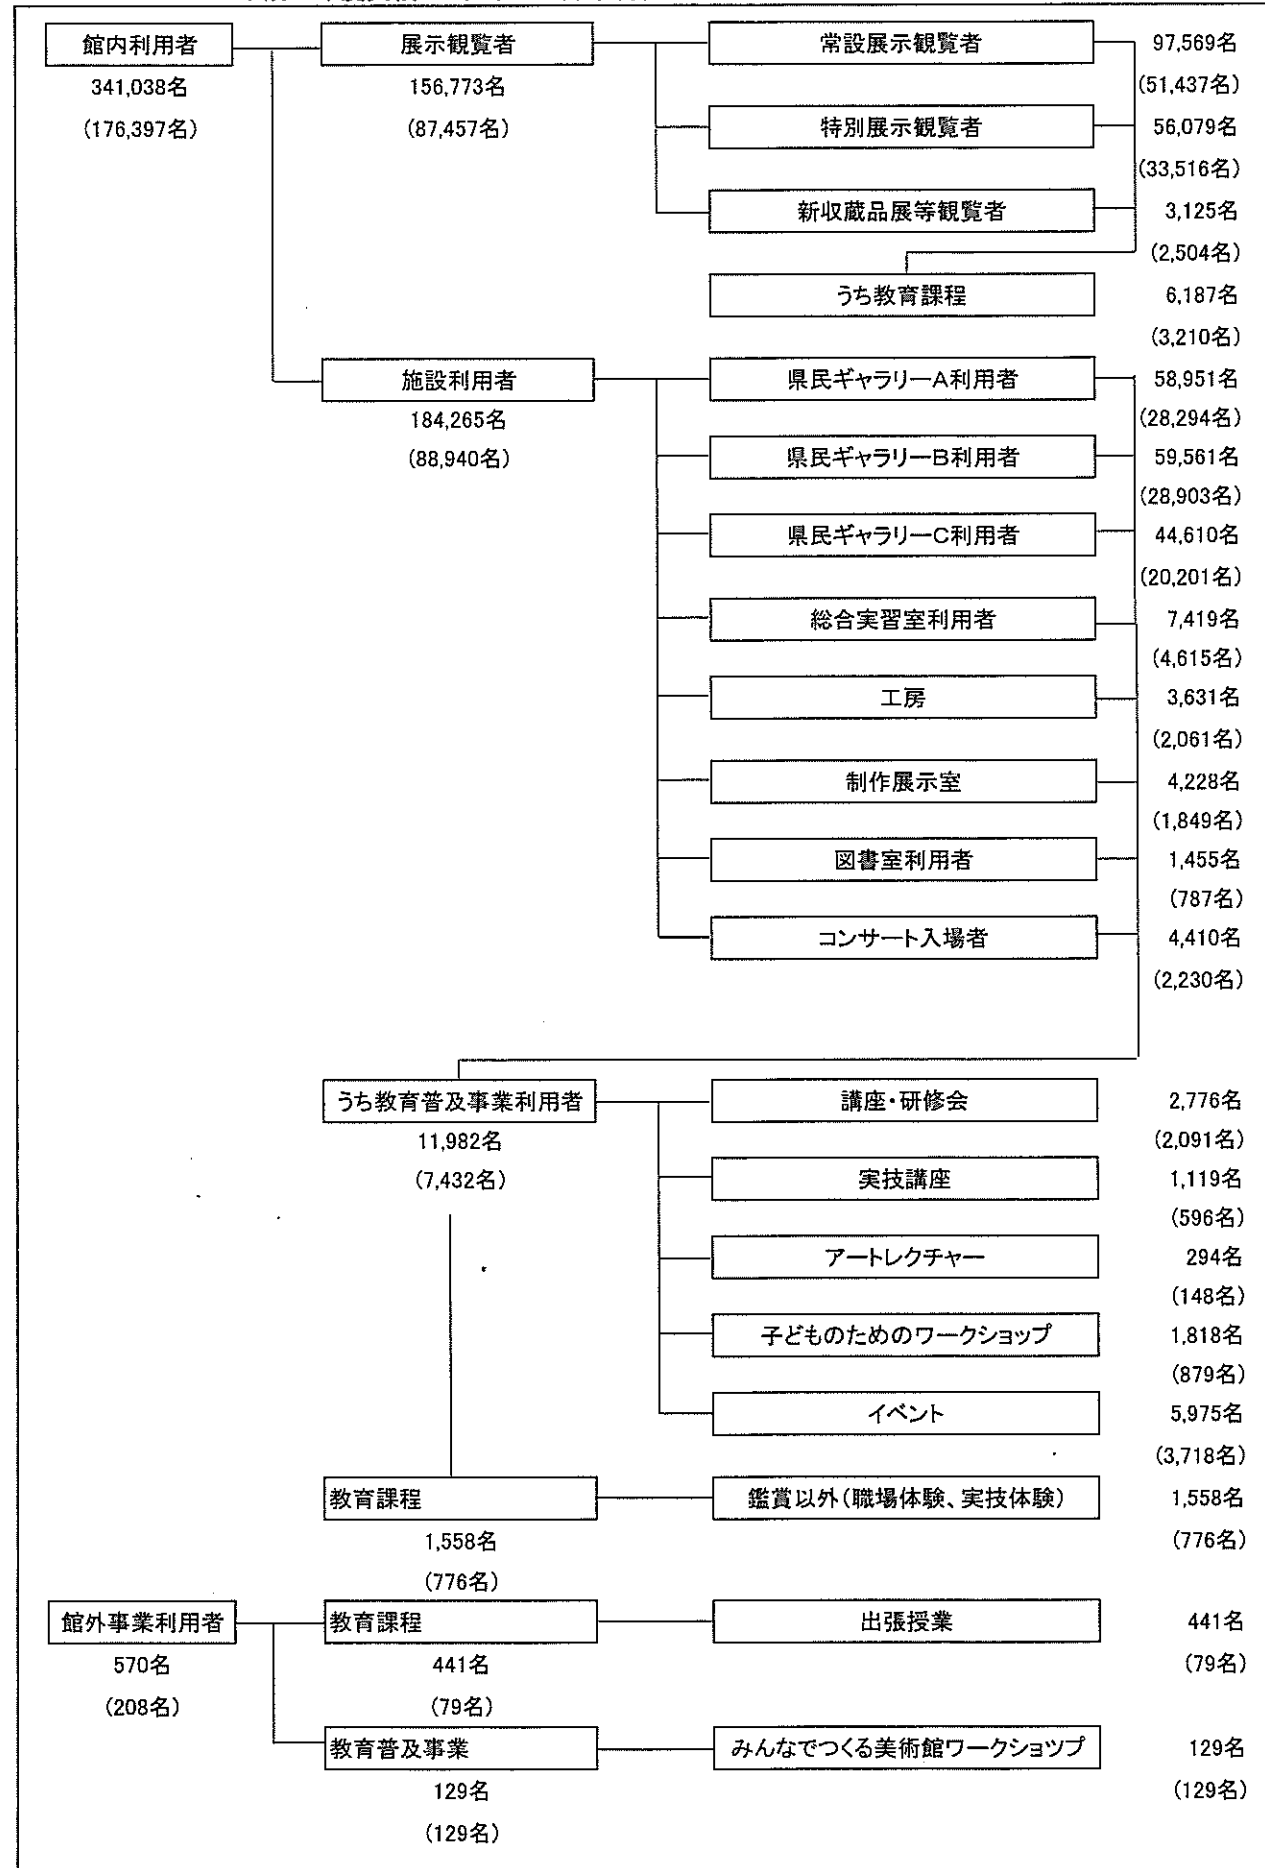 館内利用者 展示観覧者 常設展示観覧者 97,569名
341,038名 156,773名 (51,437名)
(176,397名) (87,457名) 特別展示観覧者 56,079名
(33,516名)
新収蔵品展等観覧者 3,125名
(2,504名)
うち教育課程 6,187名
(3,210名)
施設利用者 県民ギャラリーA利用者 58,951名
184,265名 (28,294名)
(88,940名) 県民ギャラリーB利用者 59,561名
(28,903名)
県民ギャラリーC利用者 44,610名
(20,201名)
総合実習室利用者 7,419名
(4,615名)
工房 3,631名
(2,061名)
制作展示室 4,228名
(1,849名)
図書室利用者 1,455名
(787名)
コンサート入場者 4,410名
(2,230名)
うち教育普及事業利用者 講座・研修会 2,776名
11,982名 (2,091名)
(7,432名) 実技講座 1,119名
(596名)
アートレクチャー 294名
(148名)
子どものためのワークショップ 1,818名
(879名)
イベント 5,975名
(3,718名)
教育課程 鑑賞以外(職場体験、実技体験) 1,558名
1,558名 (776名)
(776名)
館外事業利用者 教育課程 出張授業 441名
570名 441名 (79名)
(208名) (79名)
教育普及事業 みんなでつくる美術館ワークショツプ 129名
129名 (129名)
(129名)